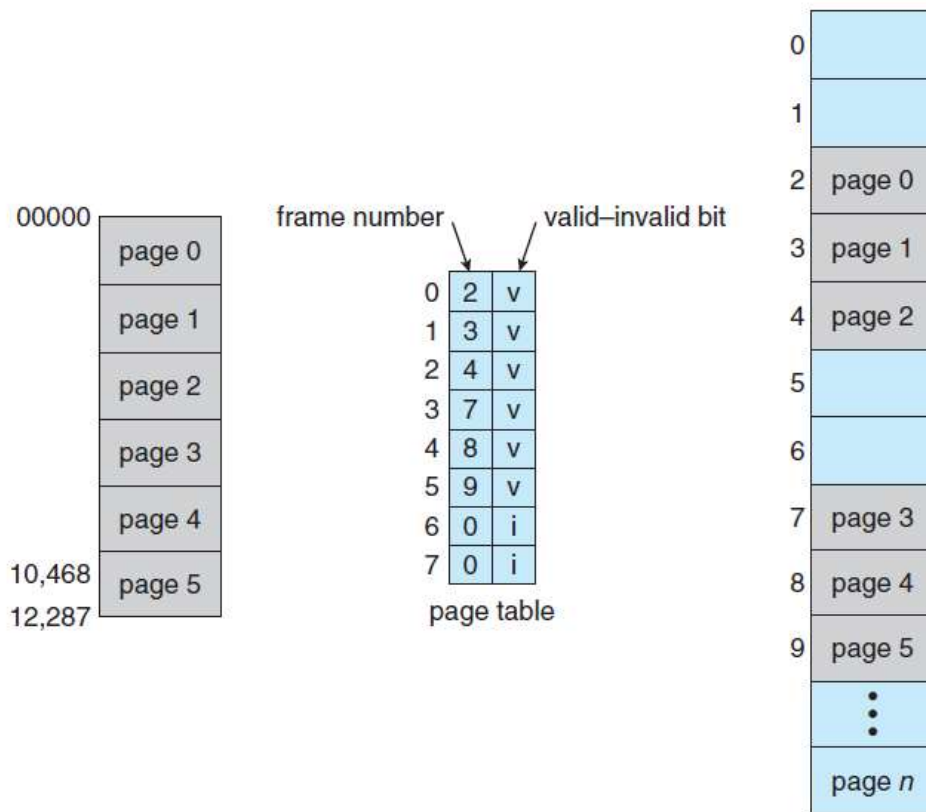 00000
page 0
page 1
page 2
page 3
page 4
page 5
10,468
12,287
frame number
valid–invalid bit
0 2 v
1 3 v
2 4 v
3 7 v
4 8 v
5 9 v
6 0 i
7 0 i
page table
0
1
2 page 0
3 page 1
4 page 2
5
6
7 page 3
8 page 4
9 page 5
page n